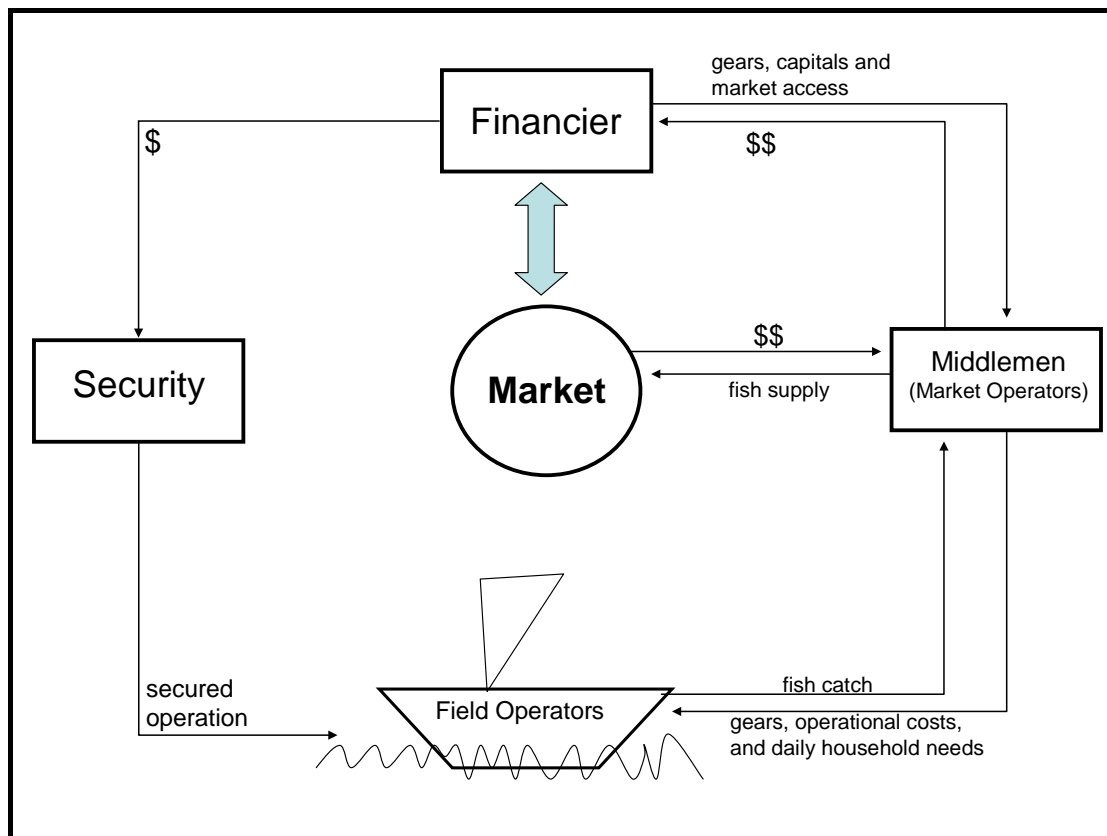 gears, capitals and
market access
Financier
$
$$
Security
Market
$$
fish supply
Middlemen
(Market Operators)
secured
operation
Field Operators
fish catch
gears, operational costs,
and daily household needs